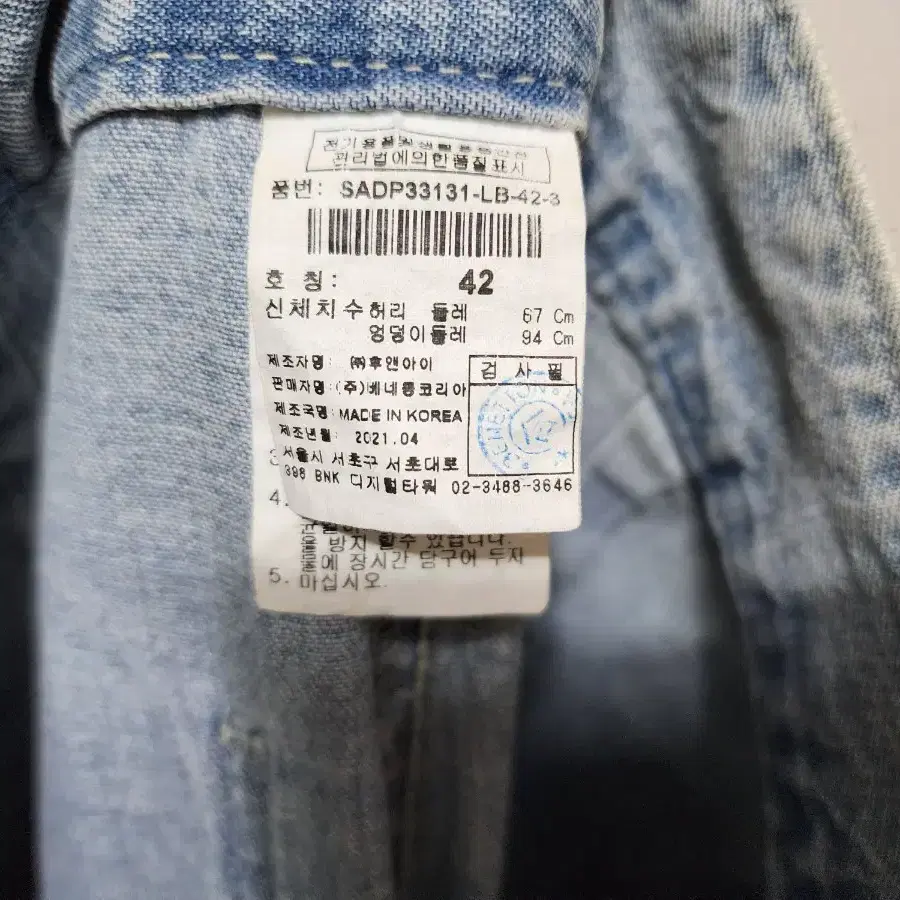 전기용품및생활용품안전
관리법에의한품질표시
품번: SADP33131-LB-42-3
호 칭: 42
신체치수허리 둘레 67 Cm
엉덩이둘레 94 Cm
제조자명: ㈜후앤아이
검 사 필
판매자명: (주)베네통코리아
제조국명: MADE IN KOREA
BENETTON
제조년월: 2021.04
서울시 서초구 서초대로
398 BNK 디지털타워 02-3488-3646
4.
방지 할수 있습니다.
물에 장시간 담구어 두지
5. 마십시오.